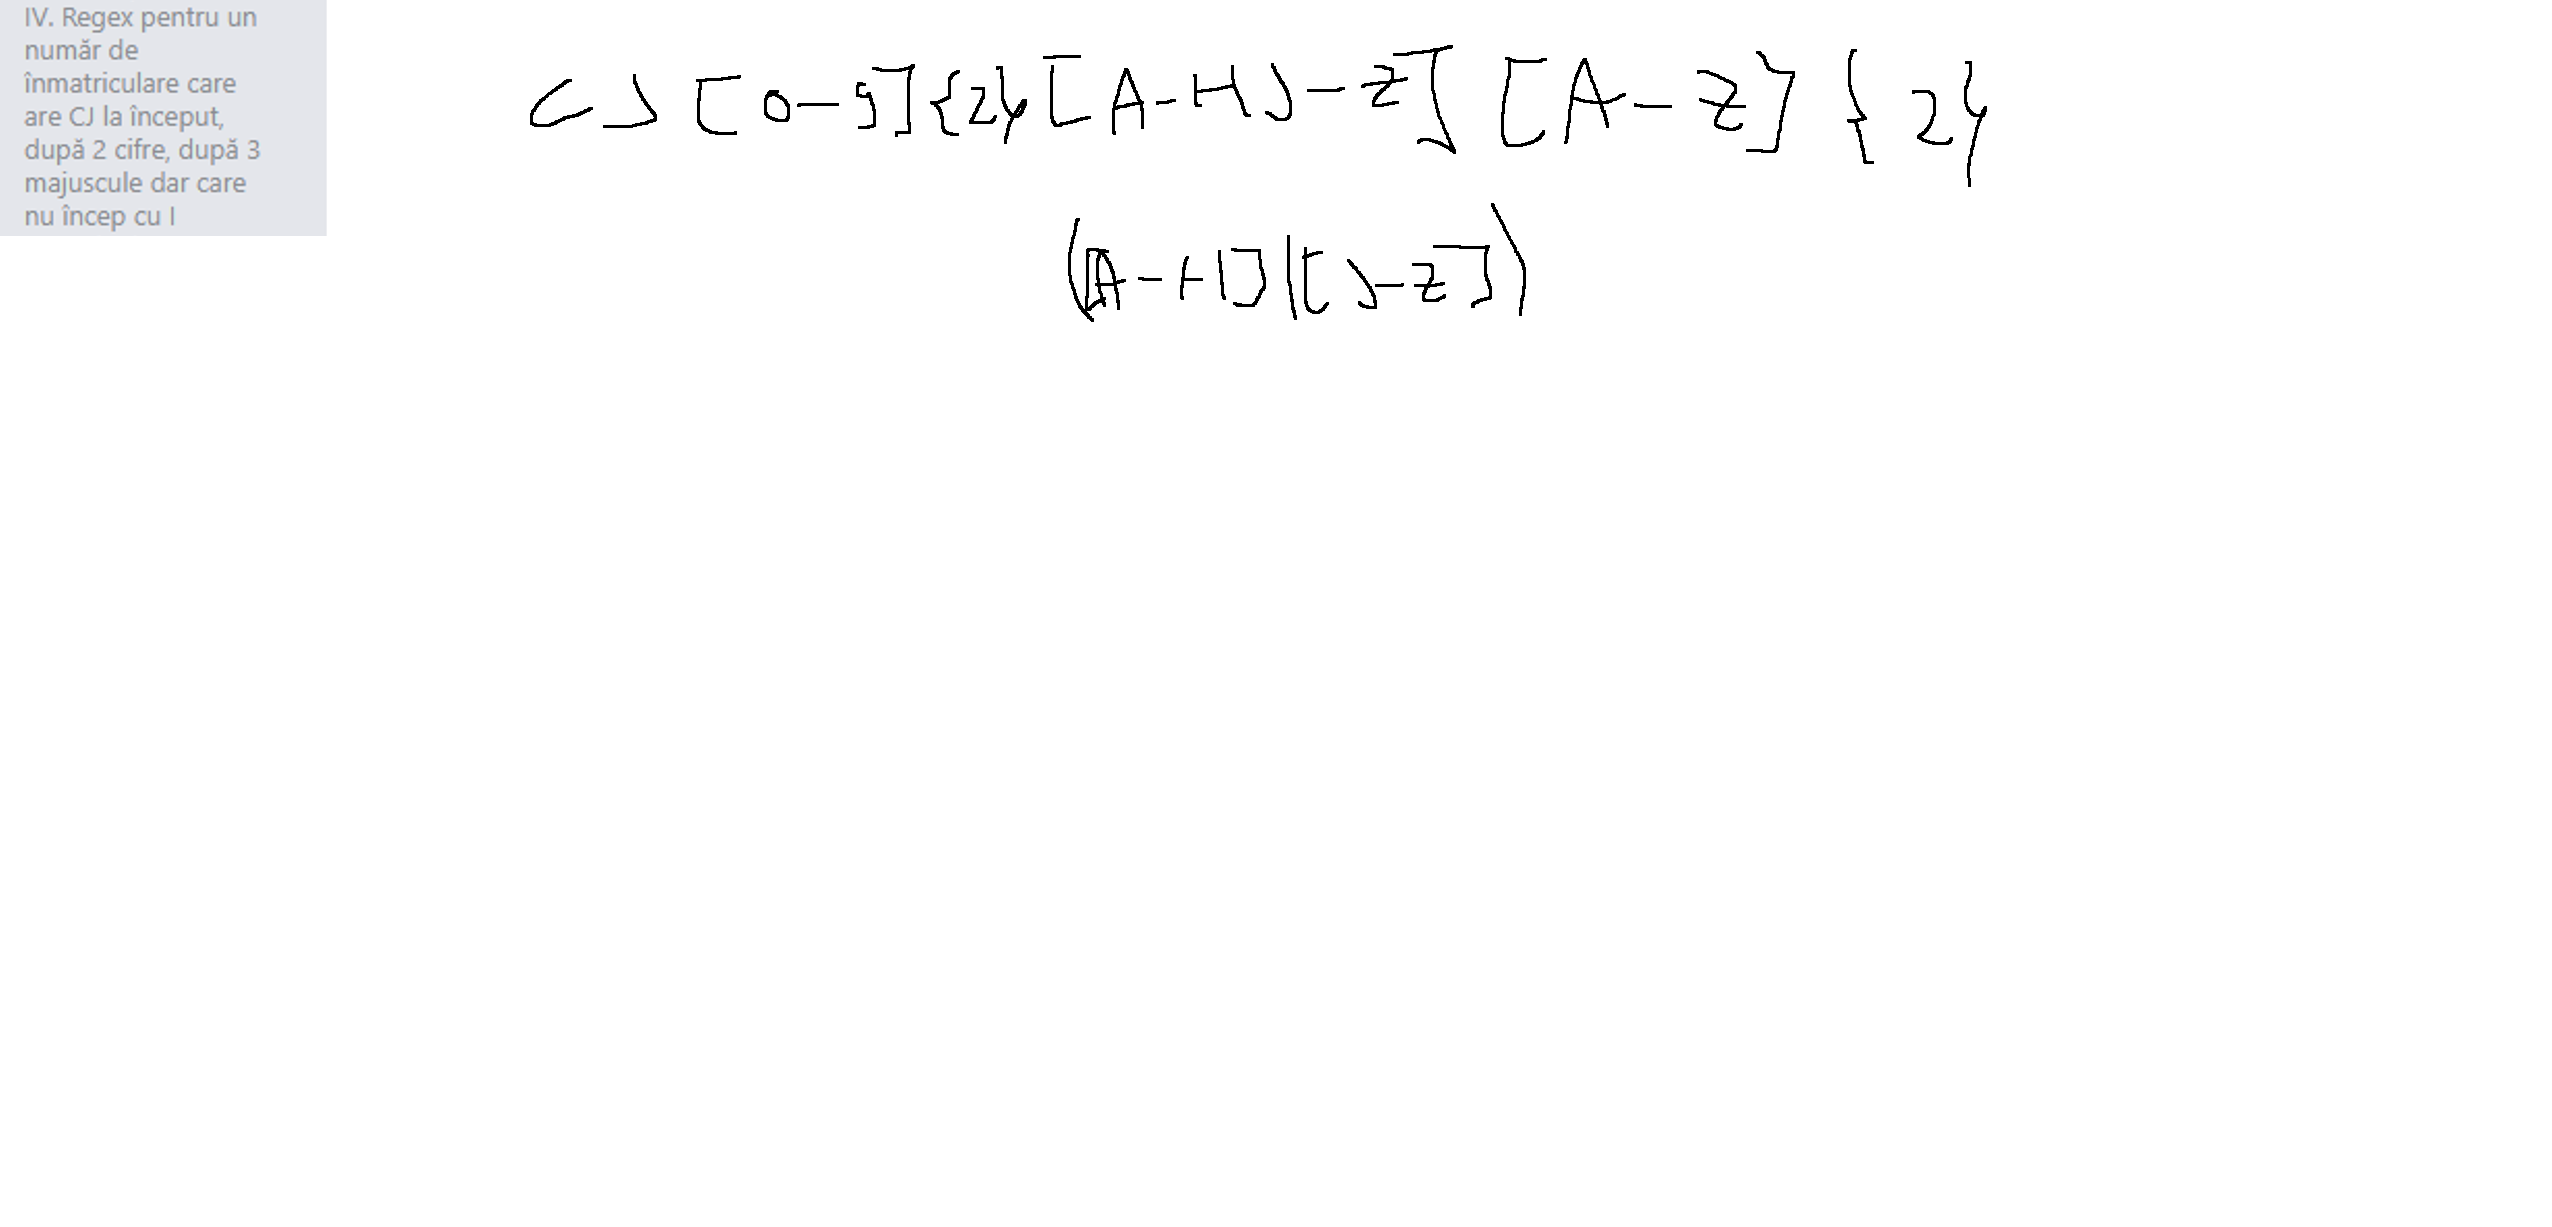 IV. Regex pentru un
număr de
înmatriculare care
are CJ la început,
după 2 cifre, după 3
majuscule dar care
nu încep cu I
CJ[0-9]{2}[A-HJ-Z][A-Z]{2}
([A-H]|[J-Z])